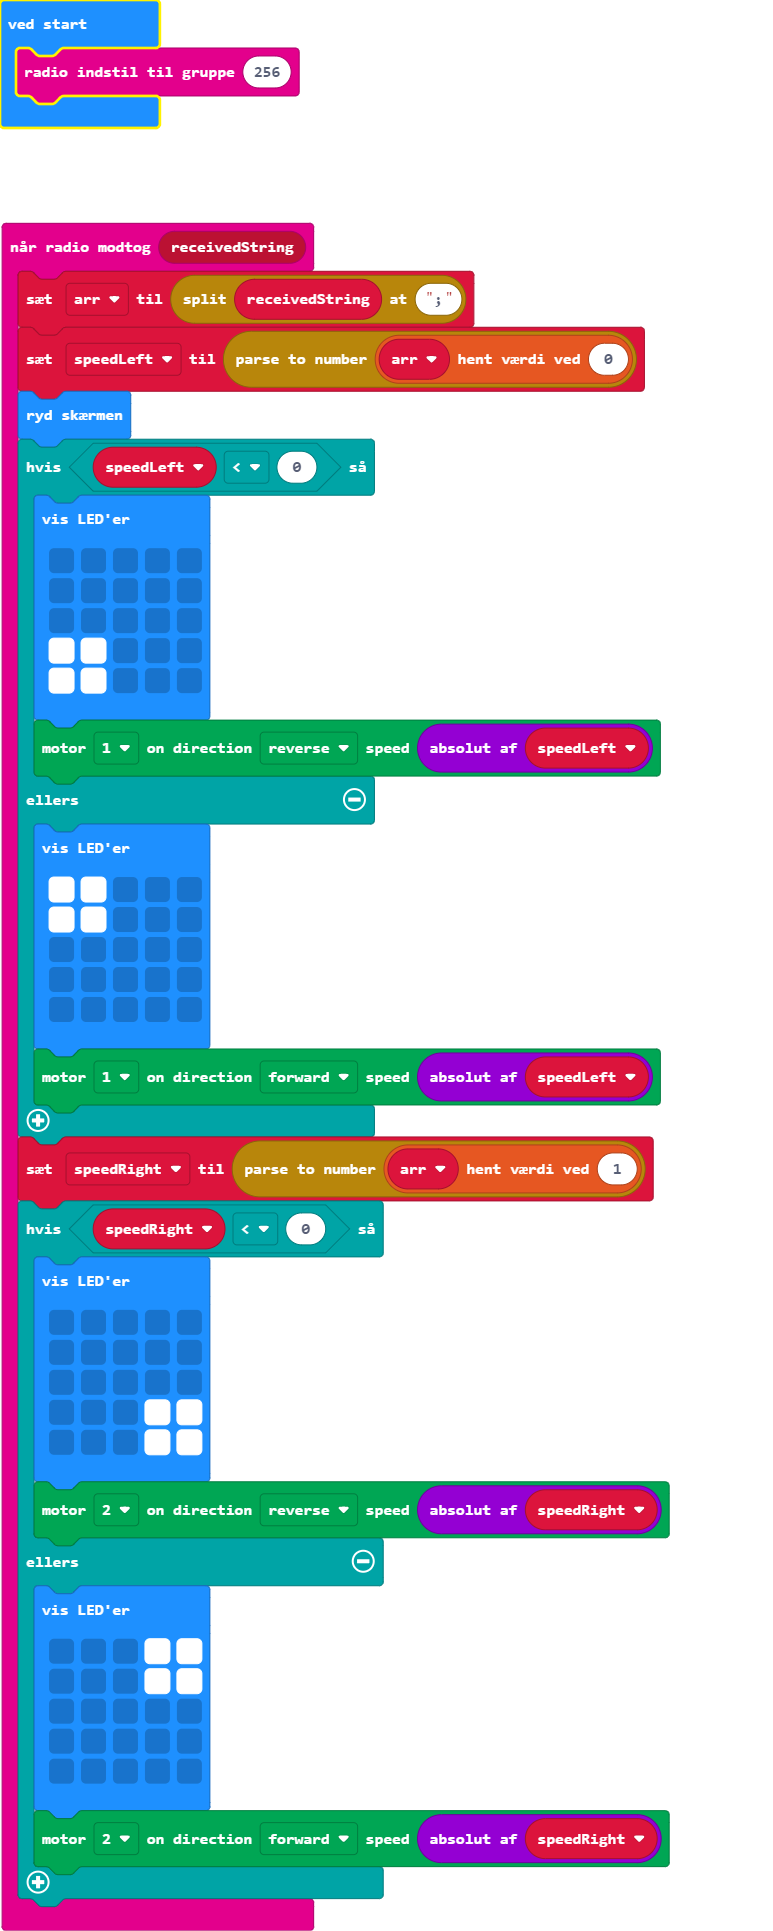 ved start
radio indstil til gruppe 256
når radio modtog receivedString
sæt arr til split receivedString at ";"
sæt speedLeft til parse to number arr hent værdi ved 0
ryd skærmen
hvis speedLeft < 0 så
vis LED'er
motor 1 on direction reverse speed absolut af speedLeft
ellers
vis LED'er
motor 1 on direction forward speed absolut af speedLeft
sæt speedRight til parse to number arr hent værdi ved 1
hvis speedRight < 0 så
vis LED'er
motor 2 on direction reverse speed absolut af speedRight
ellers
vis LED'er
motor 2 on direction forward speed absolut af speedRight